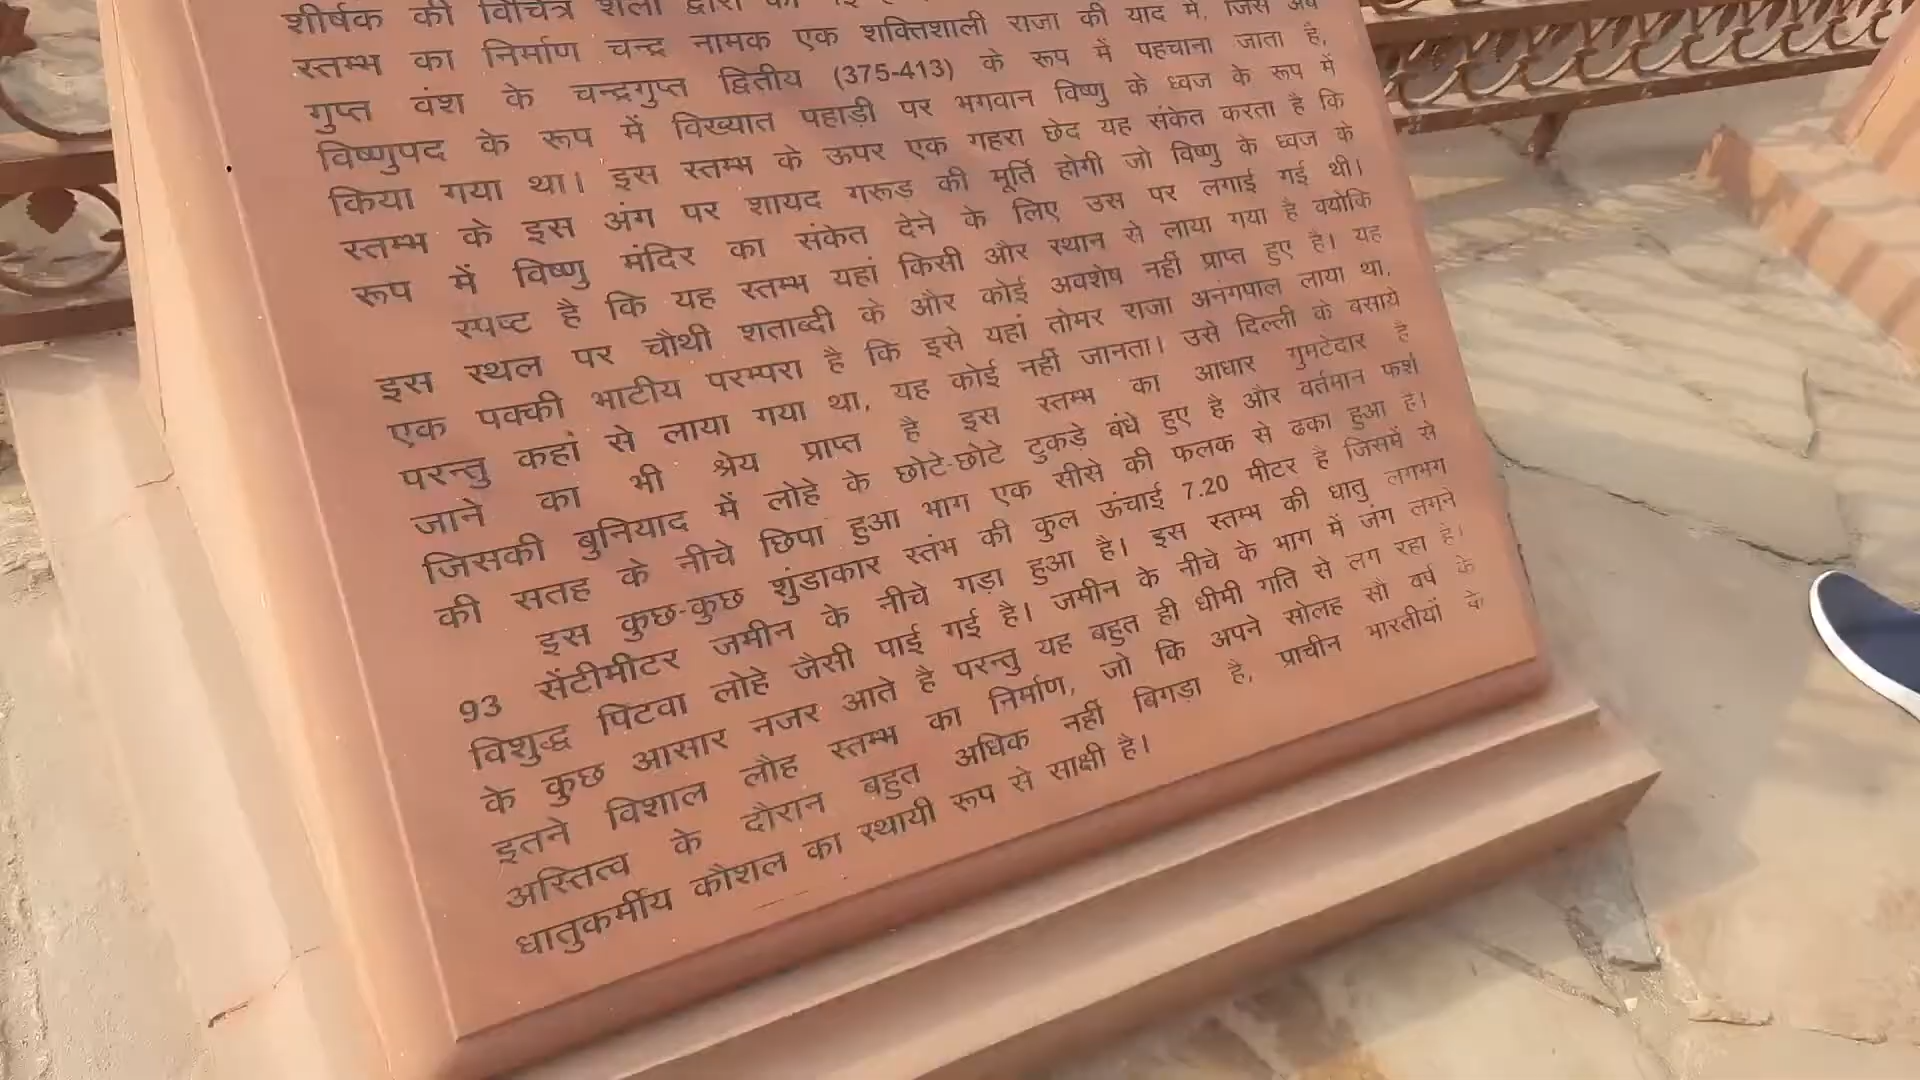 शीर्षक की विचित्र शैली द्वारा की
स्तम्भ का निर्माण चन्द्र नामक एक शक्तिशाली राजा की याद में, जिसे अब
गुप्त वंश के चन्द्रगुप्त द्वितीय (375-413) के रूप में पहचाना जाता है,
विष्णुपद के रूप में विख्यात पहाड़ी पर भगवान विष्णु के ध्वज के रूप में
किया गया था। इस स्तम्भ के ऊपर एक गहरा छेद यह संकेत करता है कि
स्तम्भ के इस अंग पर शायद गरूड़ की मूर्ति होगी जो विष्णु के ध्वज के
रूप में विष्णु मंदिर का संकेत देने के लिए उस पर लगाई गई थी।
स्पष्ट है कि यह स्तम्भ यहां किसी और स्थान से लाया गया है क्योंकि
इस स्थल पर चौथी शताब्दी के और कोई अवशेष नहीं प्राप्त हुए है। यह
एक पक्की भाटीय परम्परा है कि इसे यहां तोमर राजा अनंगपाल लाया था,
परन्तु कहां से लाया गया था, यह कोई नहीं जानता। उसे दिल्ली के बसाये
जाने का भी श्रेय प्राप्त है इस स्तम्भ का आधार गुमटेदार है
जिसकी बुनियाद में लोहे के छोटे-छोटे टुकड़े बंधे हुए है और वर्तमान फर्श
की सतह के नीचे छिपा हुआ भाग एक सीसे की फलक से ढका हुआ है।
इस कुछ-कुछ शुंडाकार स्तंभ की कुल ऊंचाई 7.20 मीटर है जिसमें से
93 सेंटीमीटर जमीन के नीचे गड़ा हुआ है। इस स्तम्भ की धातु लगभग
विशुद्ध पिटवा लोहे जैसी पाई गई है। जमीन के नीचे के भाग में जंग लगने
के कुछ आसार नजर आते है परन्तु यह बहुत ही धीमी गति से लग रहा है।
इतने विशाल लौह स्तम्भ का निर्माण, जो कि अपने सोलह सौ वर्ष के
अस्तित्व के दौरान बहुत अधिक नहीं बिगड़ा है, प्राचीन भारतीयों के
धातुकर्मीय कौशल का स्थायी रूप से साक्षी है।